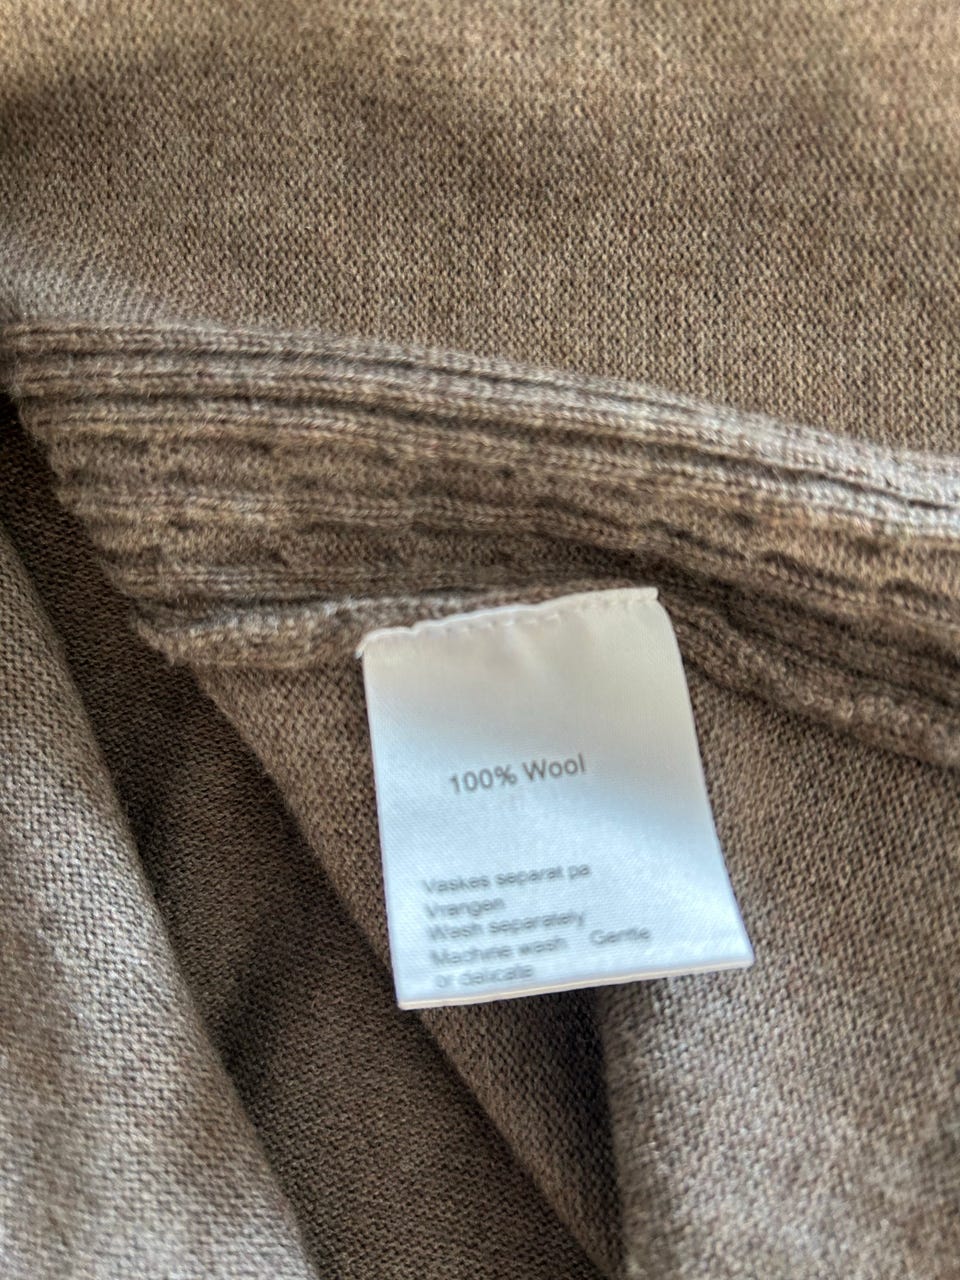 100% Wool
Vaskes separat pa
Vrangen
Wash separately
Machine wash Gentle
or delicate